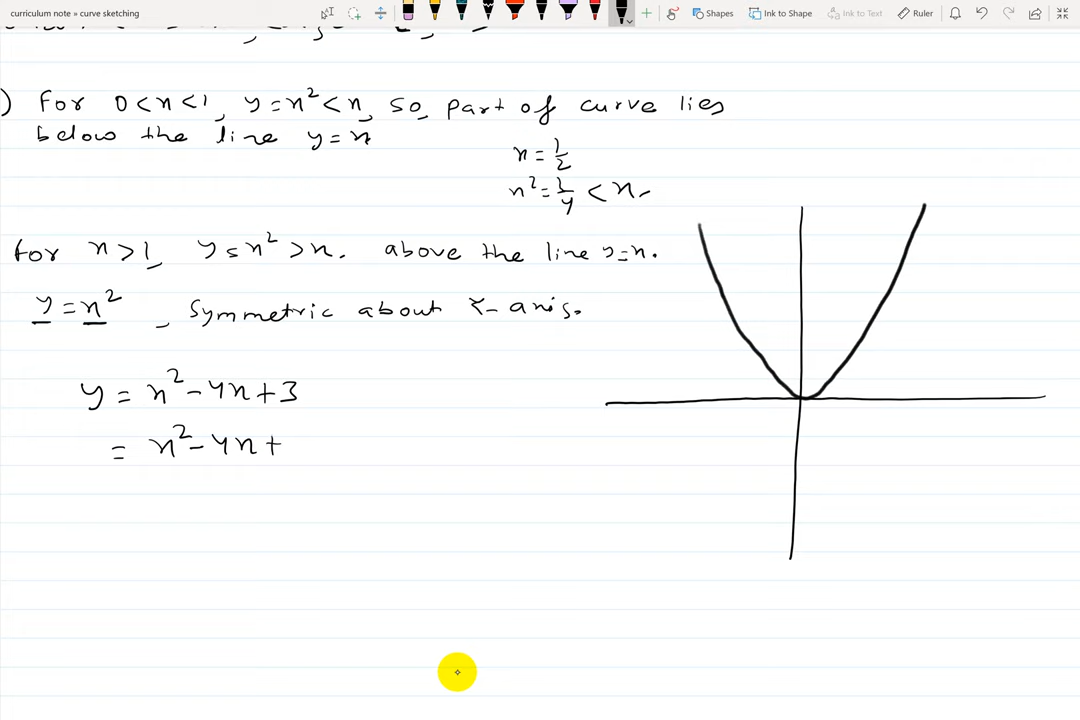 curriculum note » curve sketching
Shapes Ink to Shape Ink to Text Ruler
) For 0 < x < 1, y = x² < x, so, part of curve lies
below the line y = x
x = 1/2
x² = 1/4 < x
for x > 1, y = x² > x. above the line y = x.
y = x², Symmetric about Y-axis.
y = x² - 4x + 3
= x² - 4x +